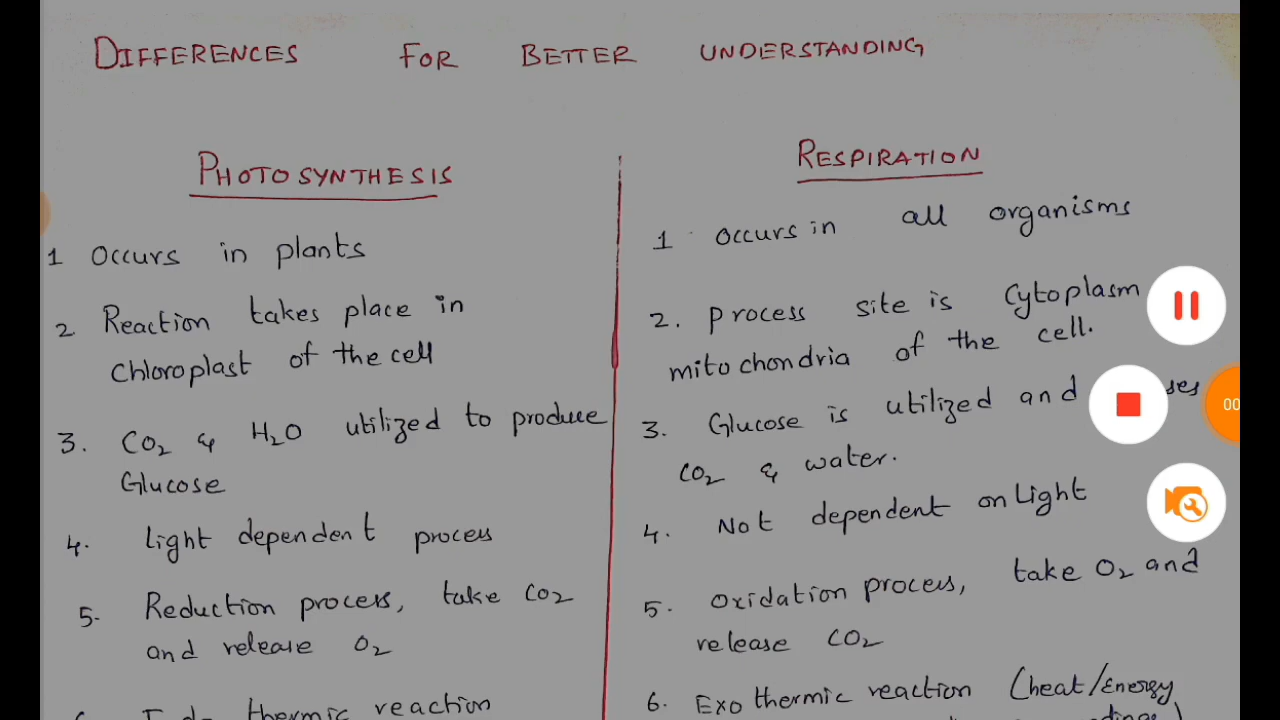 DIFFERENCES FOR BETTER UNDERSTANDING
PHOTOSYNTHESIS
1 Occurs in plants
2 Reaction takes place in
chloroplast of the cell
3. CO2 & H2O utilized to produce
Glucose
4. light dependent process
5. Reduction process, take CO2
and release O2
thermic reaction
RESPIRATION
1 Occurs in all organisms
2. process site is cytoplasm
mitochondria of the cell.
3. Glucose is utilized and
CO2 & water.
4. Not dependent on light
5. Oxidation process, take O2 and
release CO2
6. Exothermic reaction (heat/Energy
00